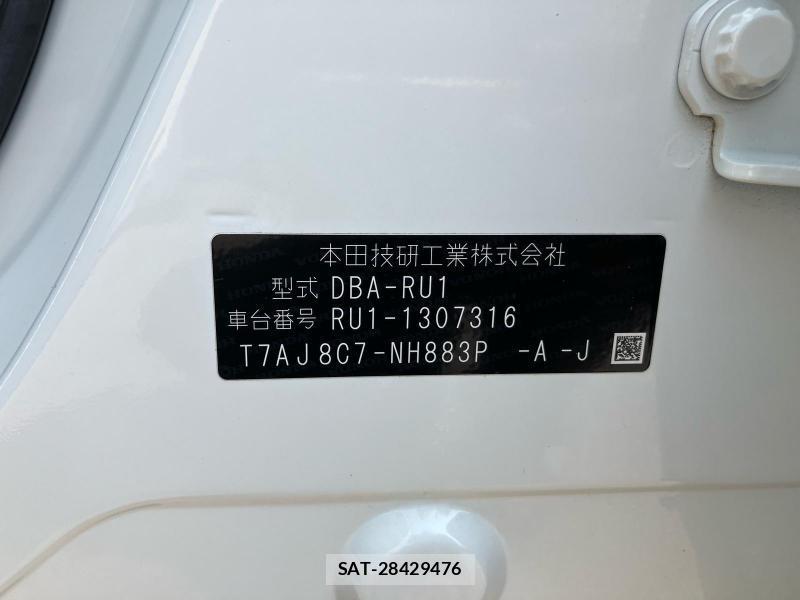 本田技研工業株式会社
型式 DBA-RU1
車台番号 RU1-1307316
T7AJ8C7-NH883P -A -J
SAT-28429476